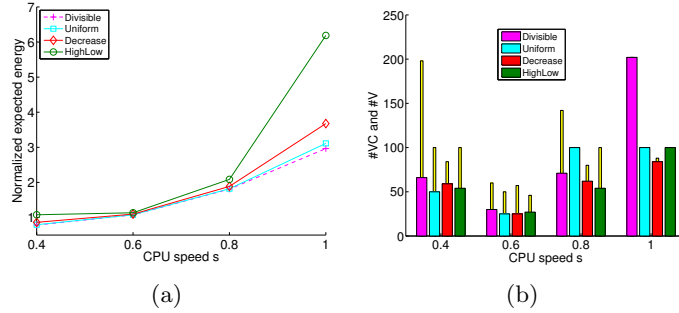 Divisible
Uniform
Decrease
HighLow
Normalized expected energy
7
6
5
4
3
2
1
0.4
0.6
0.8
1
CPU speed s
(a)
Divisible
Uniform
Decrease
HighLow
#VC and #V
250
200
150
100
50
0
0.4
0.6
0.8
1
CPU speed s
(b)